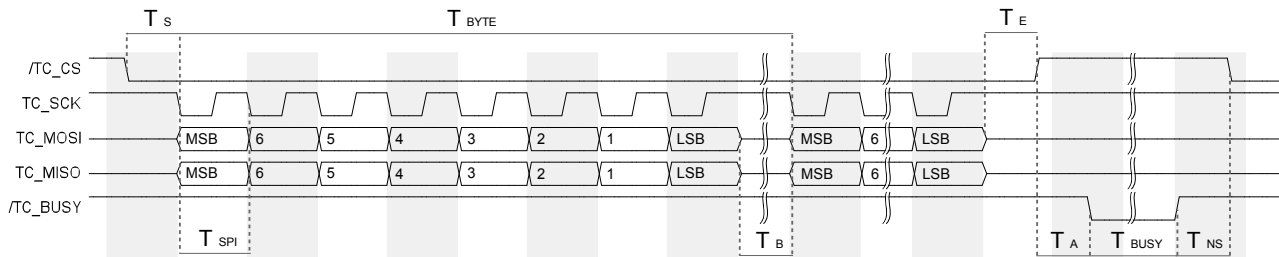 T S T BYTE T E
/TC_CS
TC_SCK
TC_MOSI MSB 6 5 4 3 2 1 LSB MSB 6 LSB
TC_MISO MSB 6 5 4 3 2 1 LSB MSB 6 LSB
/TC_BUSY
T SPI T B T A T BUSY T NS